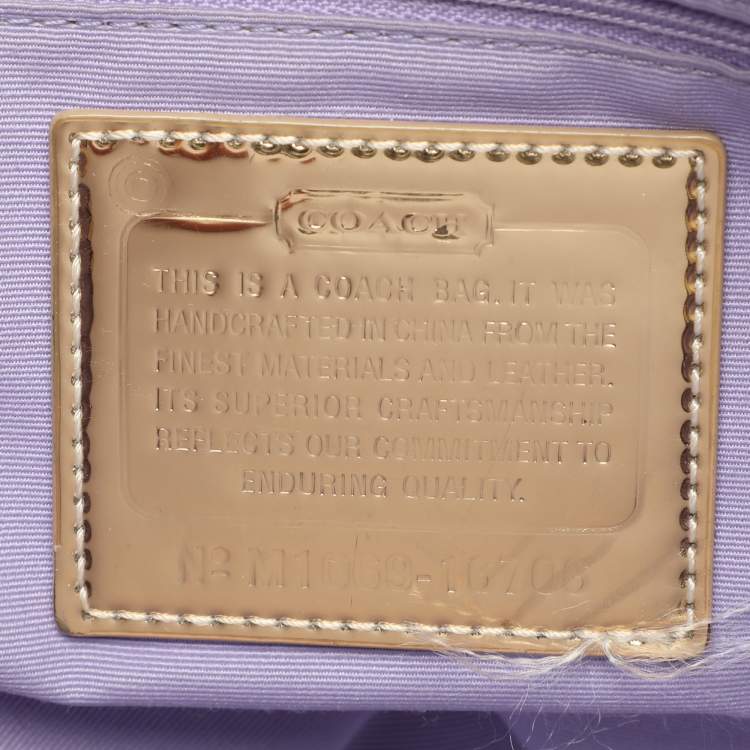 COACH
THIS IS A COACH BAG. IT WAS
HANDCRAFTED IN CHINA FROM THE
FINEST MATERIALS AND LEATHER.
ITS SUPERIOR CRAFTSMANSHIP
REFLECTS OUR COMMITMENT TO
ENDURING QUALITY.
Nº